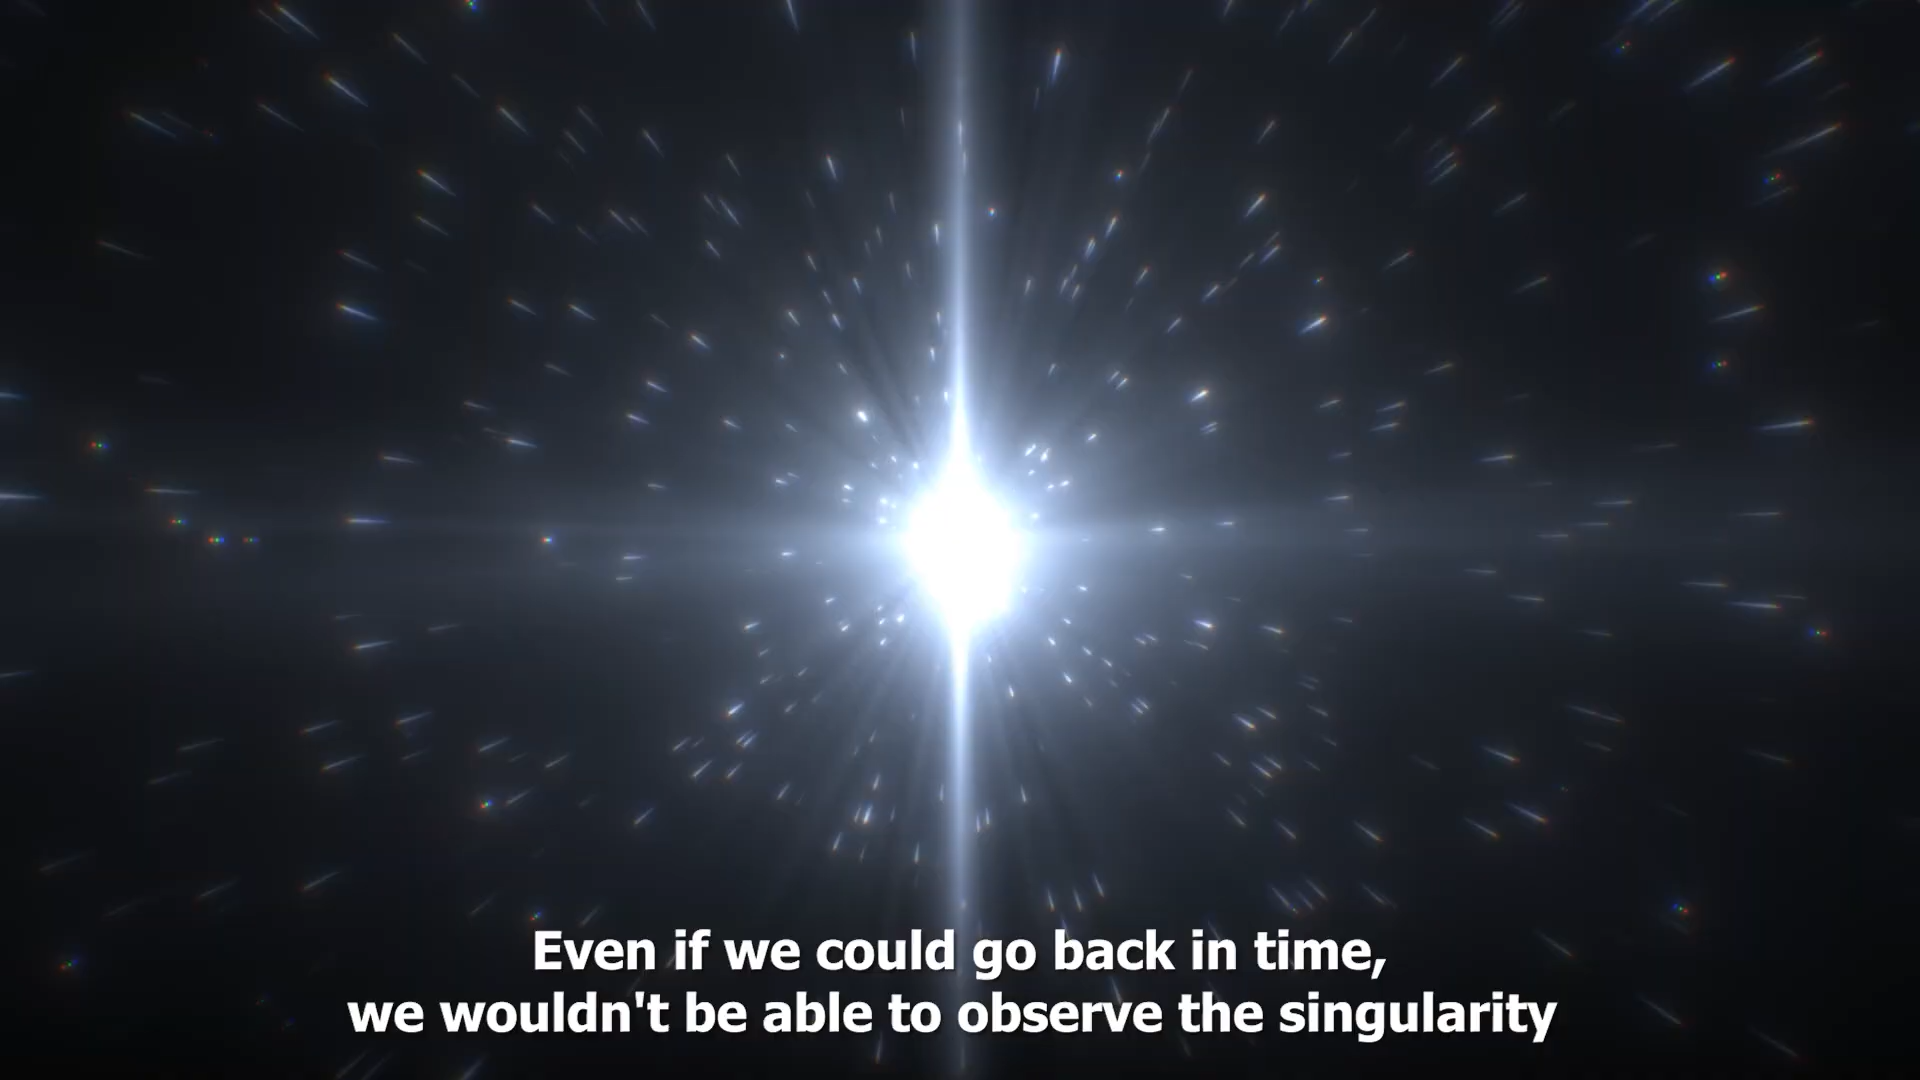 Even if we could go back in time,
we wouldn't be able to observe the singularity